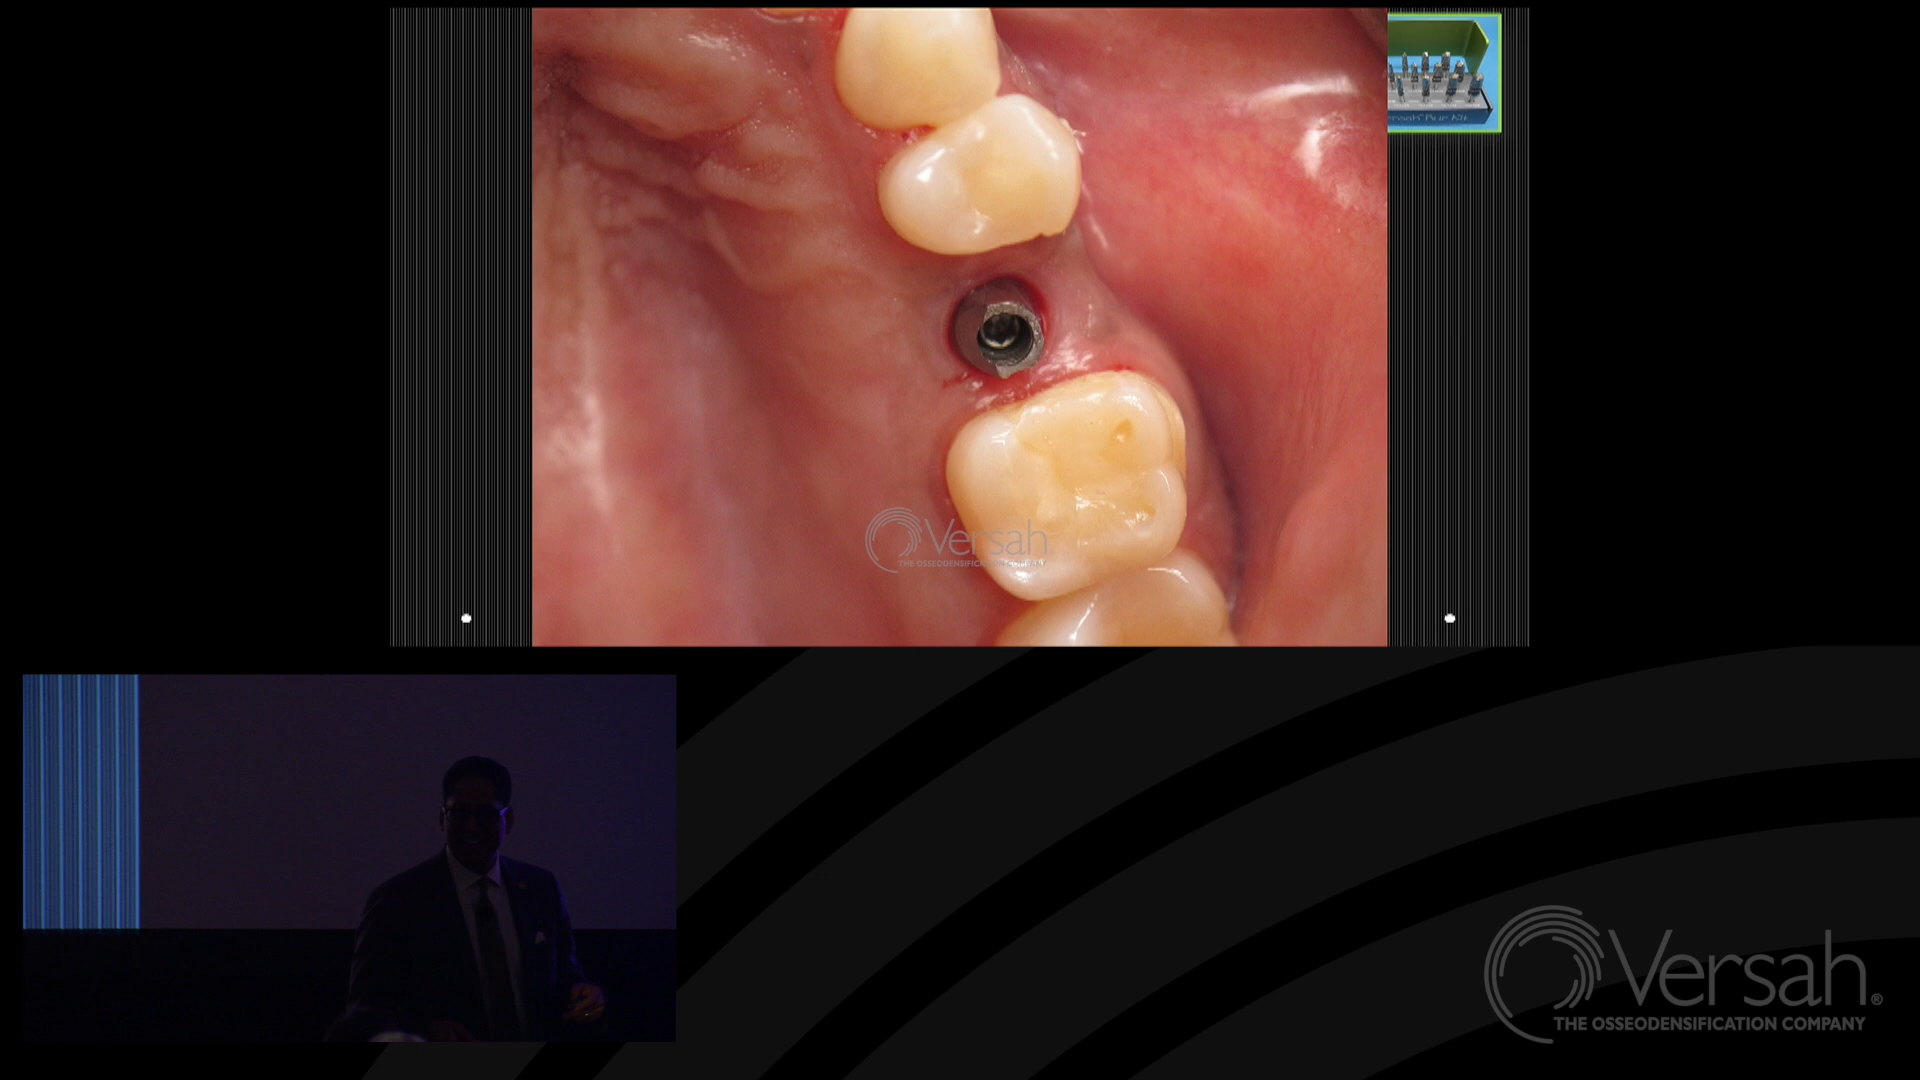 Versah
THE OSSEODENSIFICATION COMPANY
Versah®
THE OSSEODENSIFICATION COMPANY